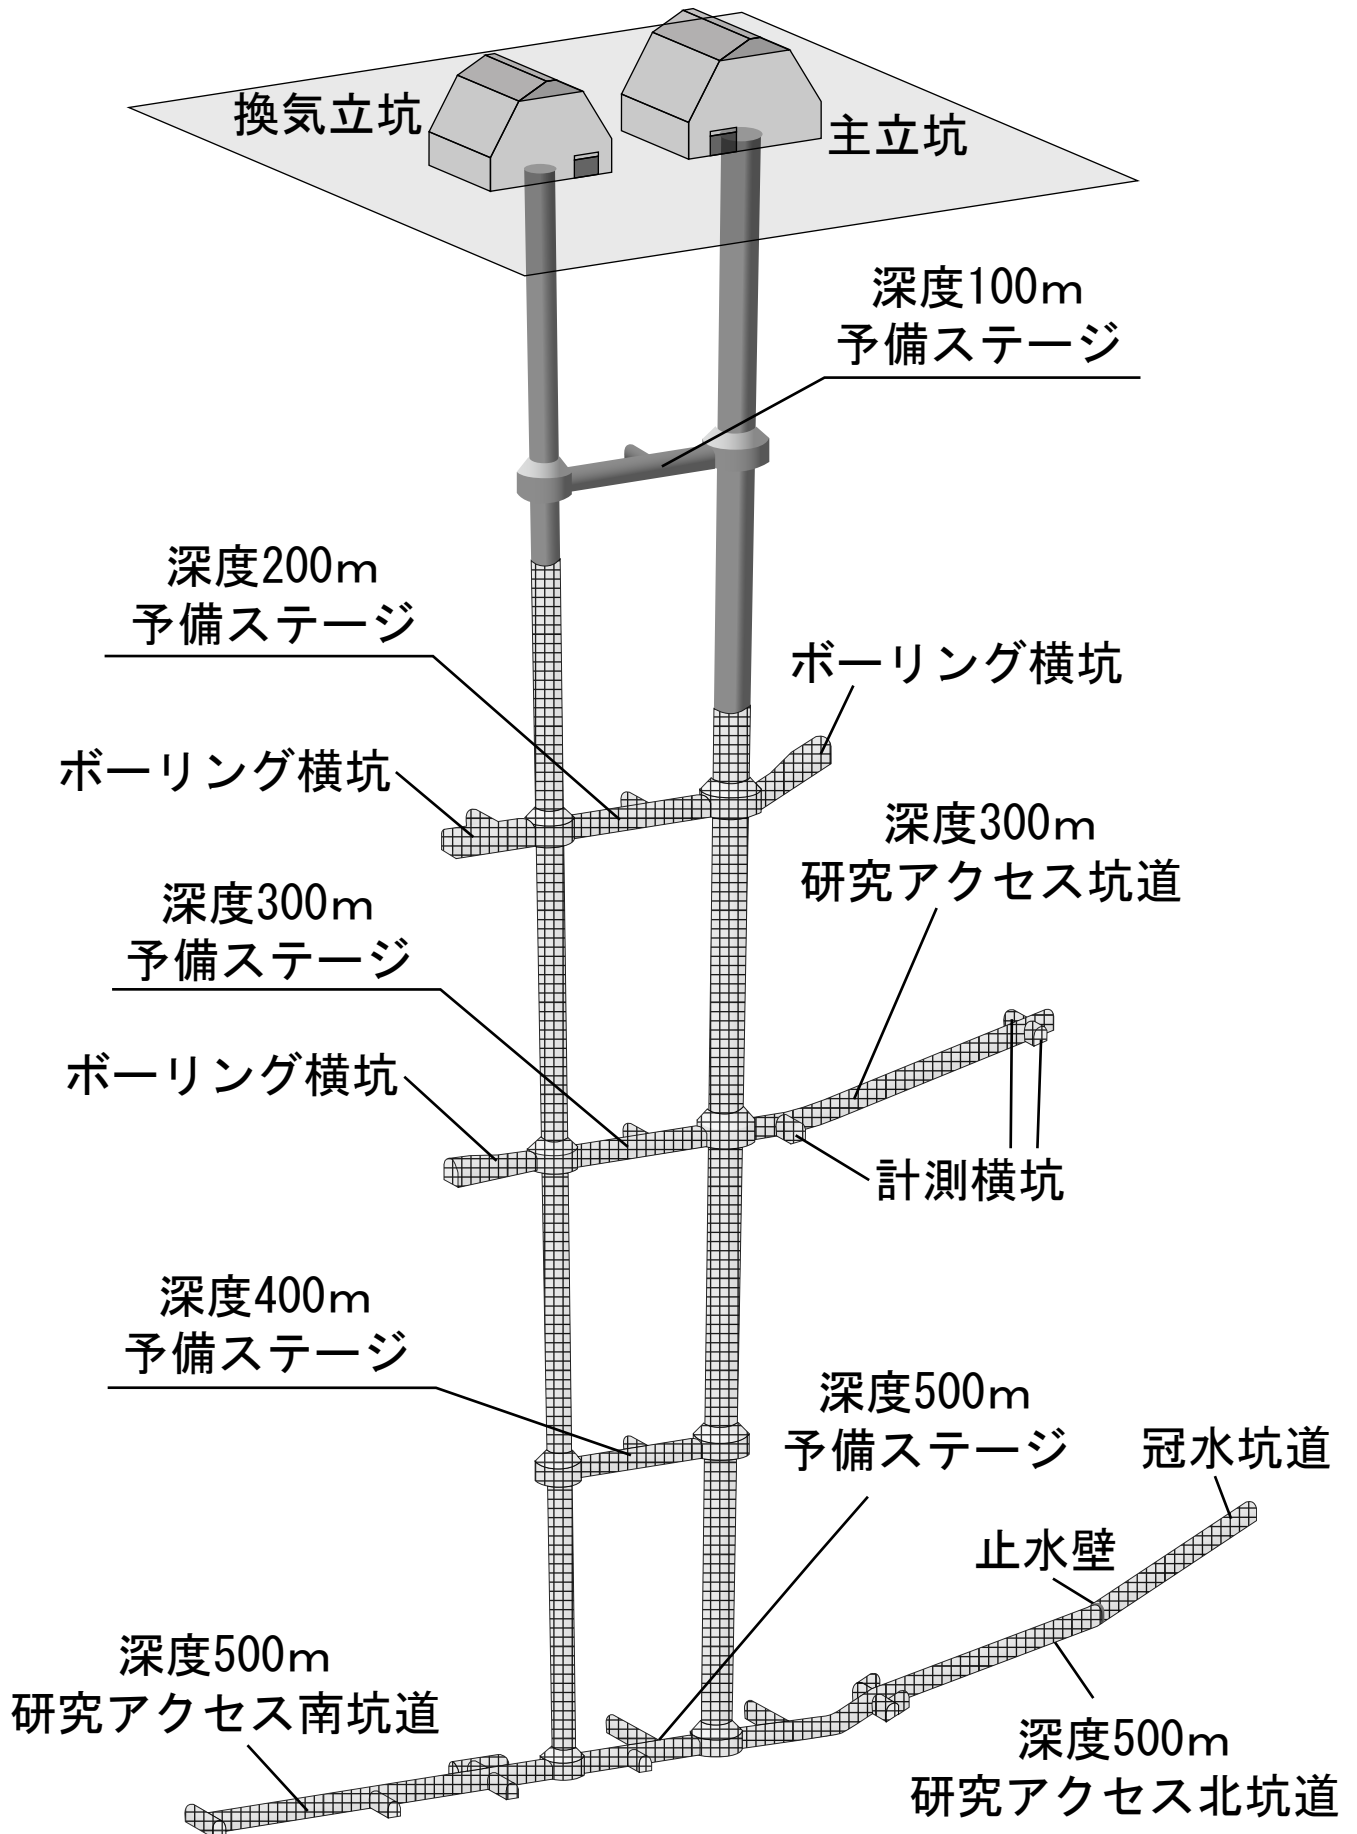 換気立坑
主立坑
深度100m
予備ステージ
深度200m
予備ステージ
ボーリング横坑
ボーリング横坑
深度300m
研究アクセス坑道
深度300m
予備ステージ
ボーリング横坑
計測横坑
深度400m
予備ステージ
深度500m
予備ステージ
冠水坑道
止水壁
深度500m
研究アクセス南坑道
深度500m
研究アクセス北坑道